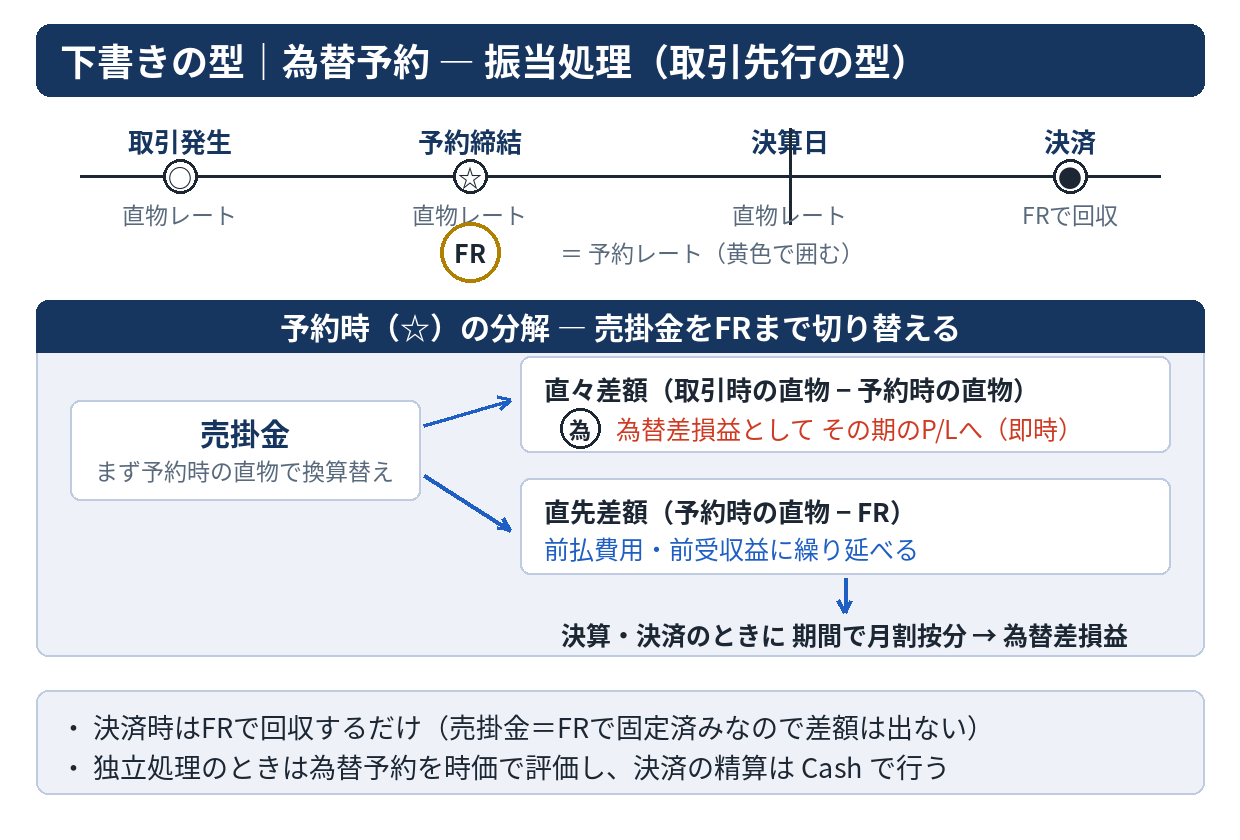 下書きの型｜為替予約 ― 振当処理（取引先行の型）
取引発生 予約締結 決算日 決済
○ ☆ ●
直物レート 直物レート 直物レート FRで回収
FR ＝ 予約レート（黄色で囲む）
予約時（☆）の分解 ― 売掛金をFRまで切り替える
売掛金
まず予約時の直物で換算替え
直々差額（取引時の直物－予約時の直物）
為 為替差損益として その期のP/Lへ（即時）
直先差額（予約時の直物－FR）
前払費用・前受収益に繰り延べる
決算・決済のときに 期間で月割按分 → 為替差損益
・ 決済時はFRで回収するだけ（売掛金＝FRで固定済みなので差額は出ない）
・ 独立処理のときは為替予約を時価で評価し、決済の精算は Cash で行う